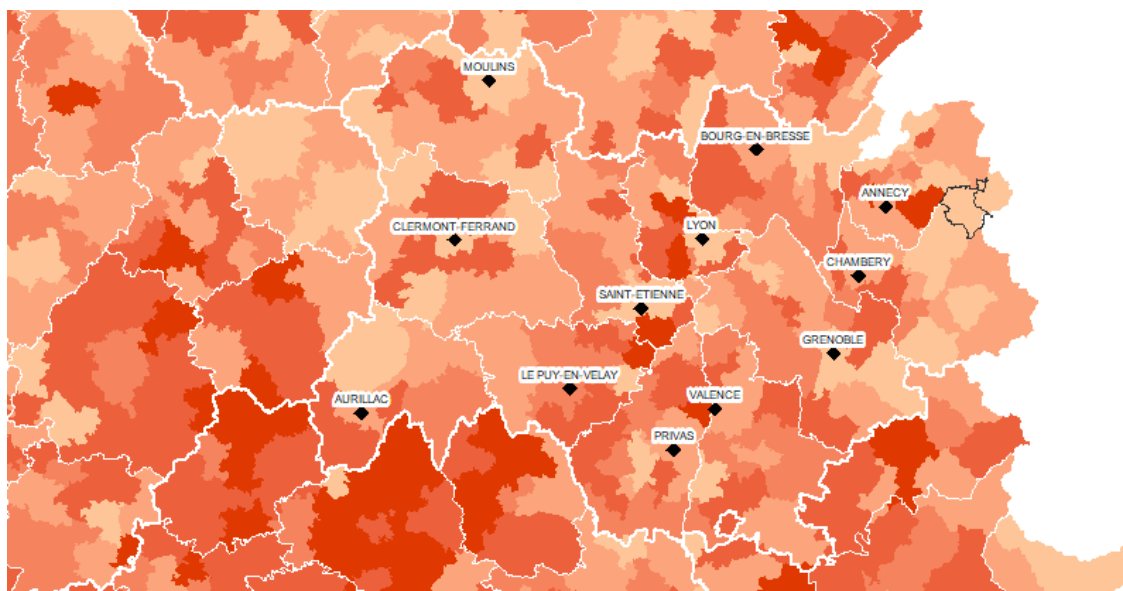 MOULINS
BOURG-EN-BRESSE
ANNECY
CLERMONT-FERRAND
LYON
CHAMBERY
SAINT-ETIENNE
GRENOBLE
LE PUY-EN-VELAY
AURILLAC
VALENCE
PRIVAS